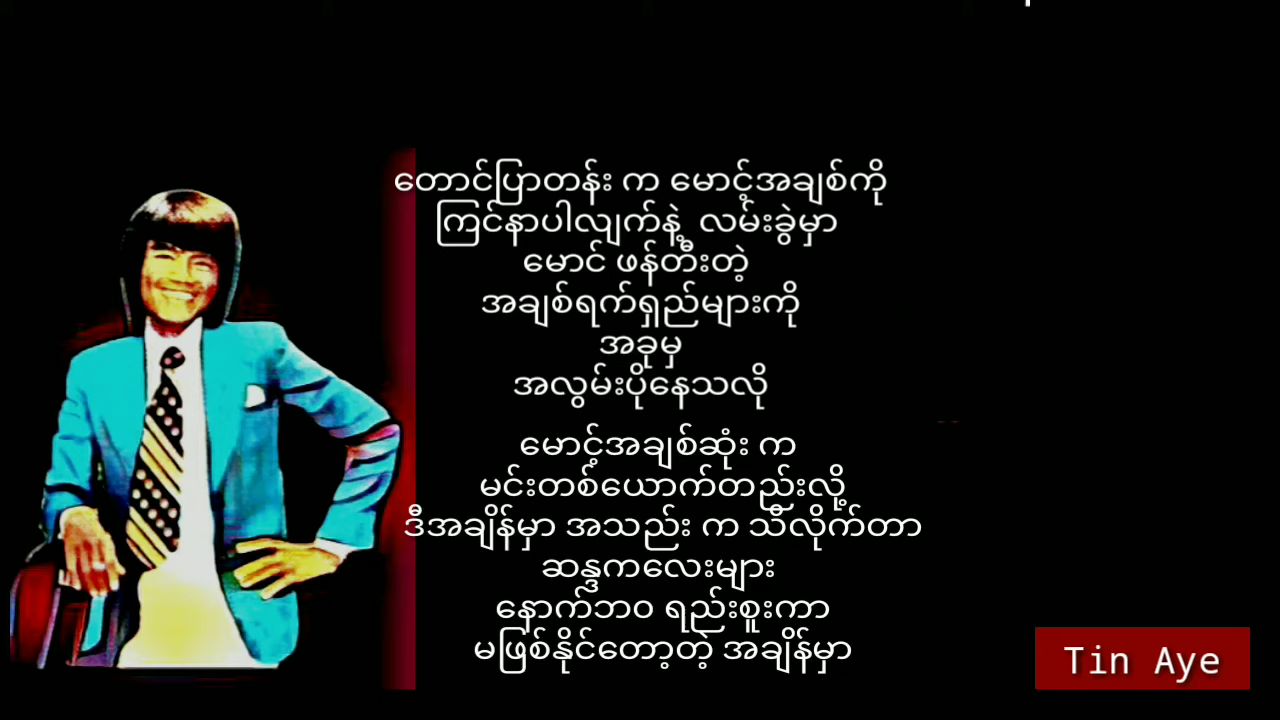 တောင်ပြာတန်း က မောင့်အချစ်ကို
ကြင်နာပါလျက်နဲ့ လမ်းခွဲမှာ
မောင် ဖန်တီးတဲ့
အချစ်ရက်ရှည်များကို
အခုမှ
အလွမ်းပိုနေသလို
မောင့်အချစ်ဆုံး က
မင်းတစ်ယောက်တည်းလို့
ဒီအချိန်မှာ အသည်း က သိလိုက်တာ
ဆန္ဒကလေးများ
နောက်ဘဝ ရည်းစူးကာ
မဖြစ်နိုင်တော့တဲ့ အချိန်မှာ
Tin Aye